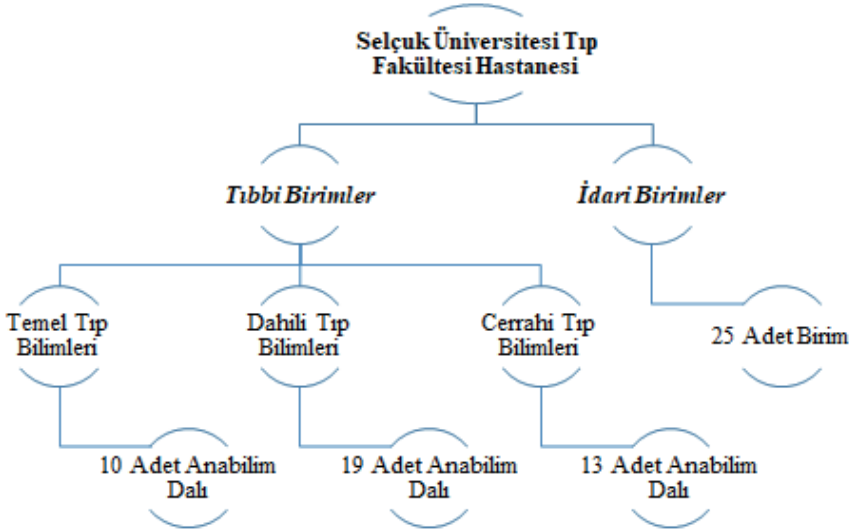 Selçuk Üniversitesi Tıp
Fakültesi Hastanesi
Tıbbi Birimler
İdari Birimler
Temel Tıp
Bilimleri
Dahili Tıp
Bilimleri
Cerrahi Tıp
Bilimleri
25 Adet Birim
10 Adet Anabilim
Dalı
19 Adet Anabilim
Dalı
13 Adet Anabilim
Dalı